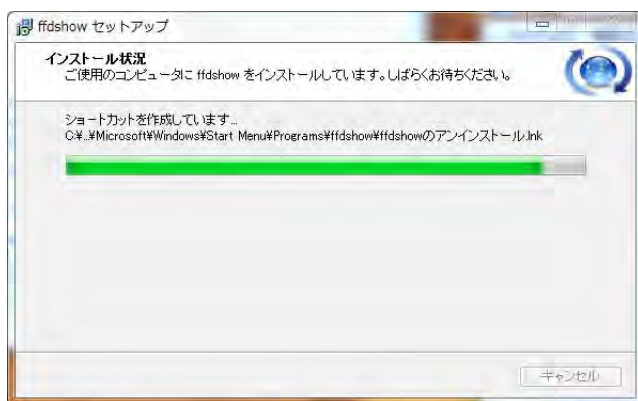 ffdshow セットアップ
インストール状況
ご使用のコンピュータに ffdshow をインストールしています。しばらくお待ちください。
ショートカットを作成しています...
C:¥...¥Microsoft¥Windows¥Start Menu¥Programs¥ffdshow¥ffdshowのアンインストール.lnk
キャンセル